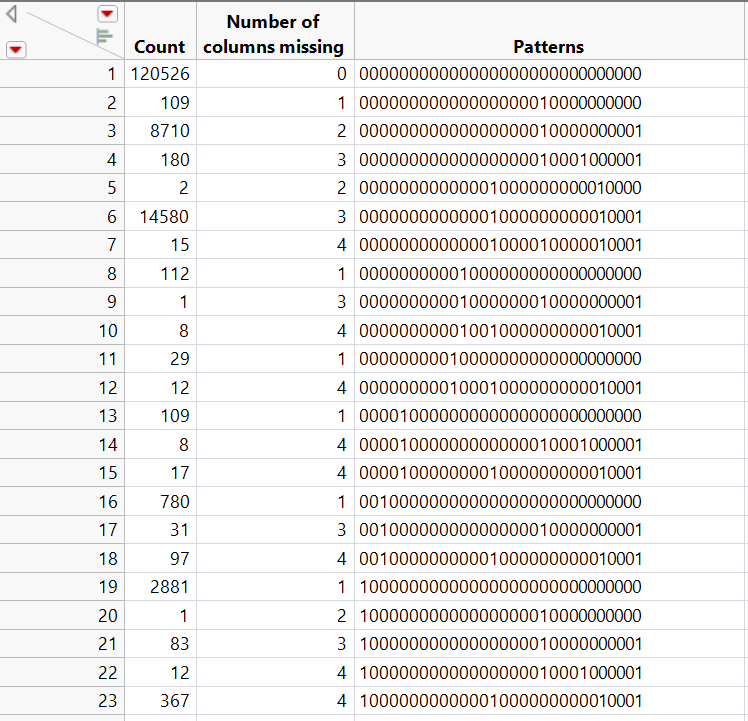 Count
Number of
columns missing
Patterns
1 120526 0 00000000000000000000000000000
2 109 1 00000000000000000010000000000
3 8710 2 00000000000000000010000000001
4 180 3 00000000000000000010001000001
5 2 2 00000000000001000000000010000
6 14580 3 00000000000001000000000010001
7 15 4 00000000000001000010000010001
8 112 1 00000000001000000000000000000
9 1 3 00000000001000000010000000001
10 8 4 00000000001001000000000010001
11 29 1 00000000010000000000000000000
12 12 4 00000000010001000000000010001
13 109 1 00001000000000000000000000000
14 8 4 00001000000000000010001000001
15 17 4 00001000000001000000000010001
16 780 1 00100000000000000000000000000
17 31 3 00100000000000000010000000001
18 97 4 00100000000001000000000010001
19 2881 1 10000000000000000000000000000
20 1 2 10000000000000000010000000000
21 83 3 10000000000000000010000000001
22 12 4 10000000000000000010001000001
23 367 4 10000000000001000000000010001